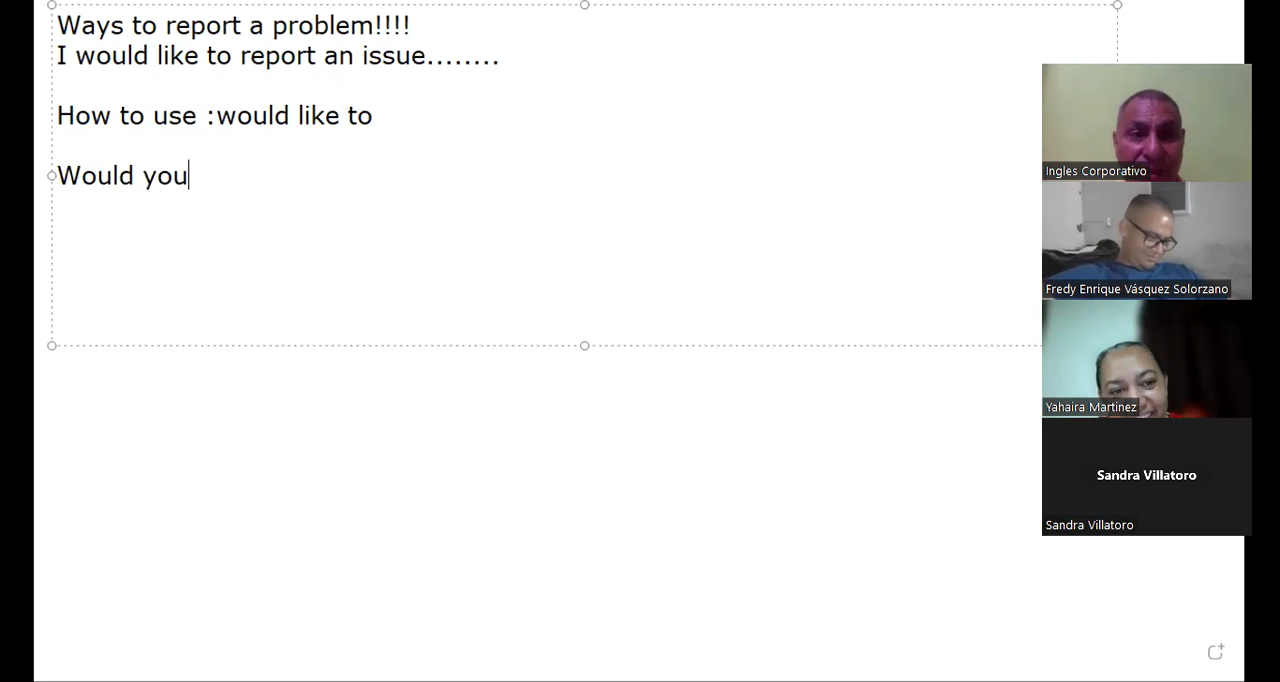 Ways to report a problem!!!!
I would like to report an issue........
How to use :would like to
Would you
Ingles Corporativo
Fredy Enrique Vásquez Solorzano
Yahaira Martinez
Sandra Villatoro
Sandra Villatoro